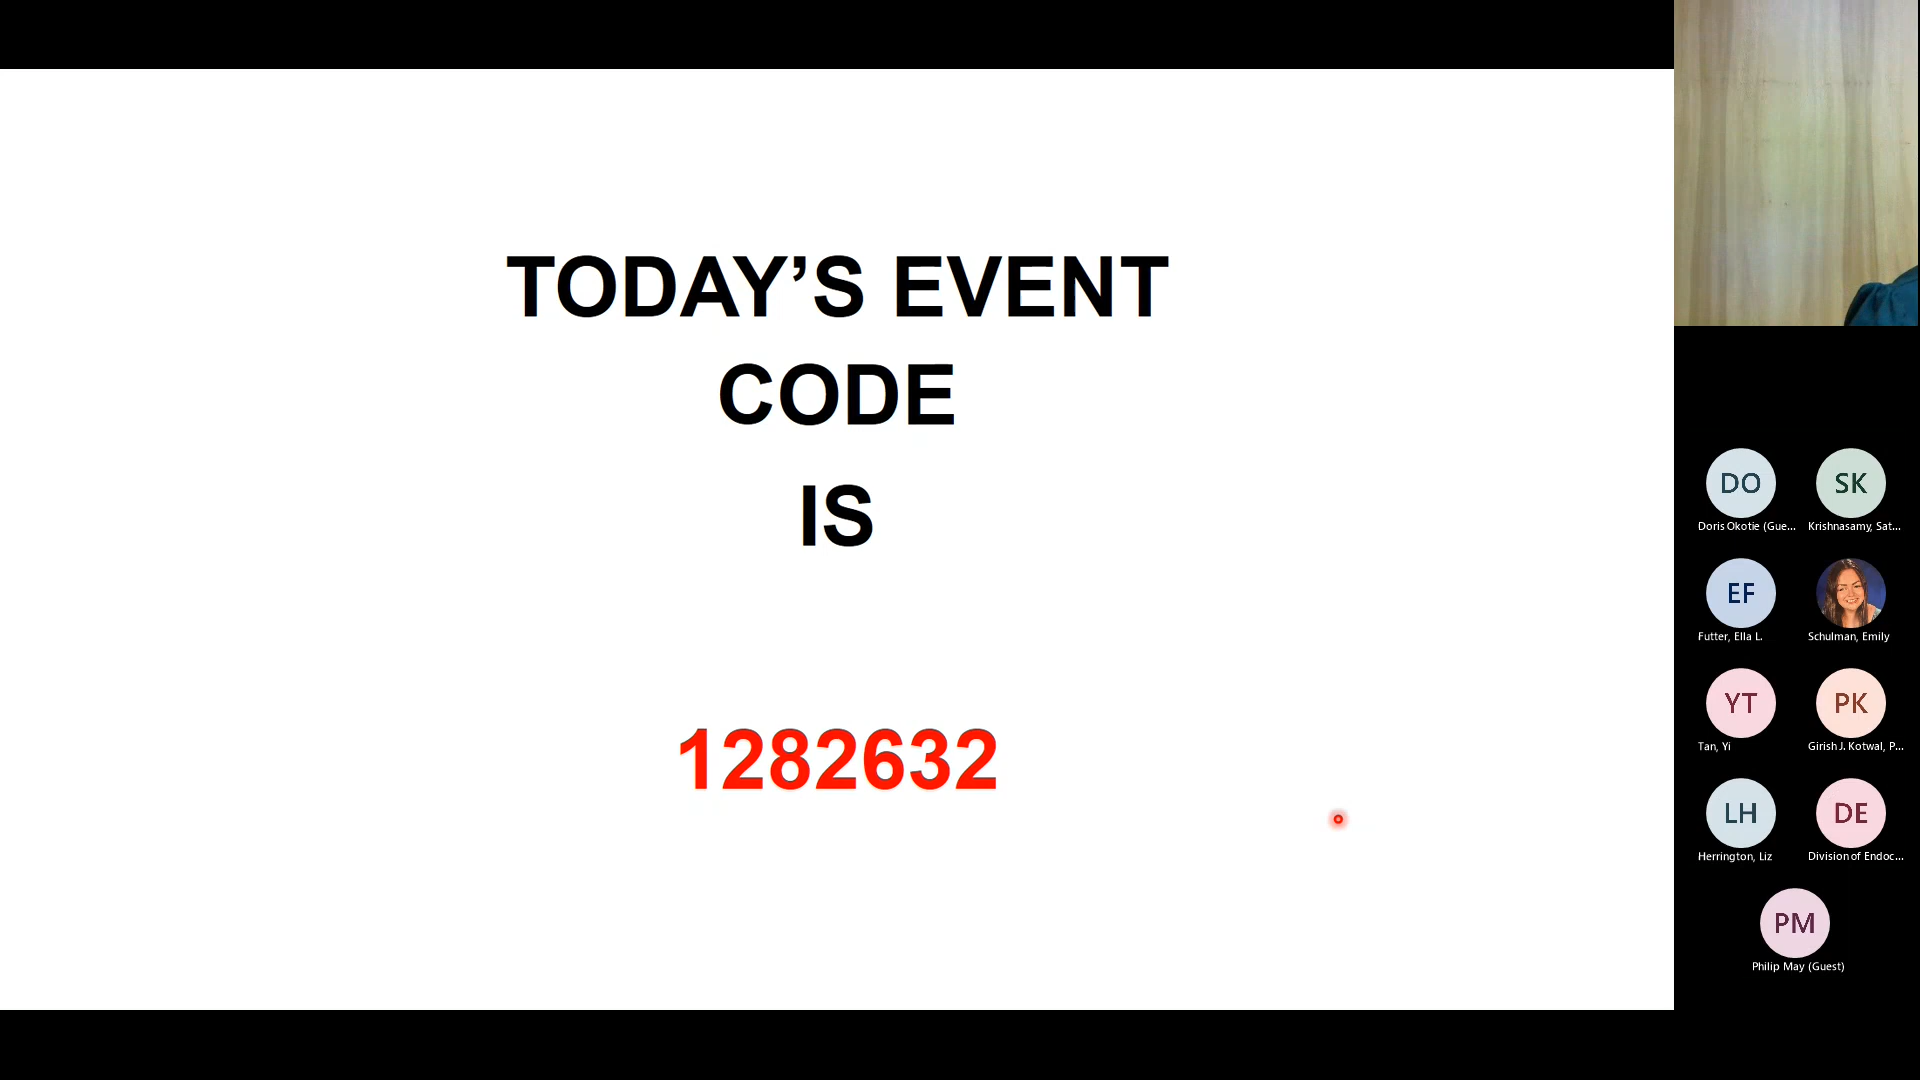 TODAY’S EVENT
CODE
IS
1282632
DO
SK
Doris Okotie (Gue...
Krishnasamy, Sat...
EF
Futter, Ella L.
Schulman, Emily
YT
PK
Tan, Yi
Girish J. Kotwal, P...
LH
DE
Herrington, Liz
Division of Endoc...
PM
Philip May (Guest)